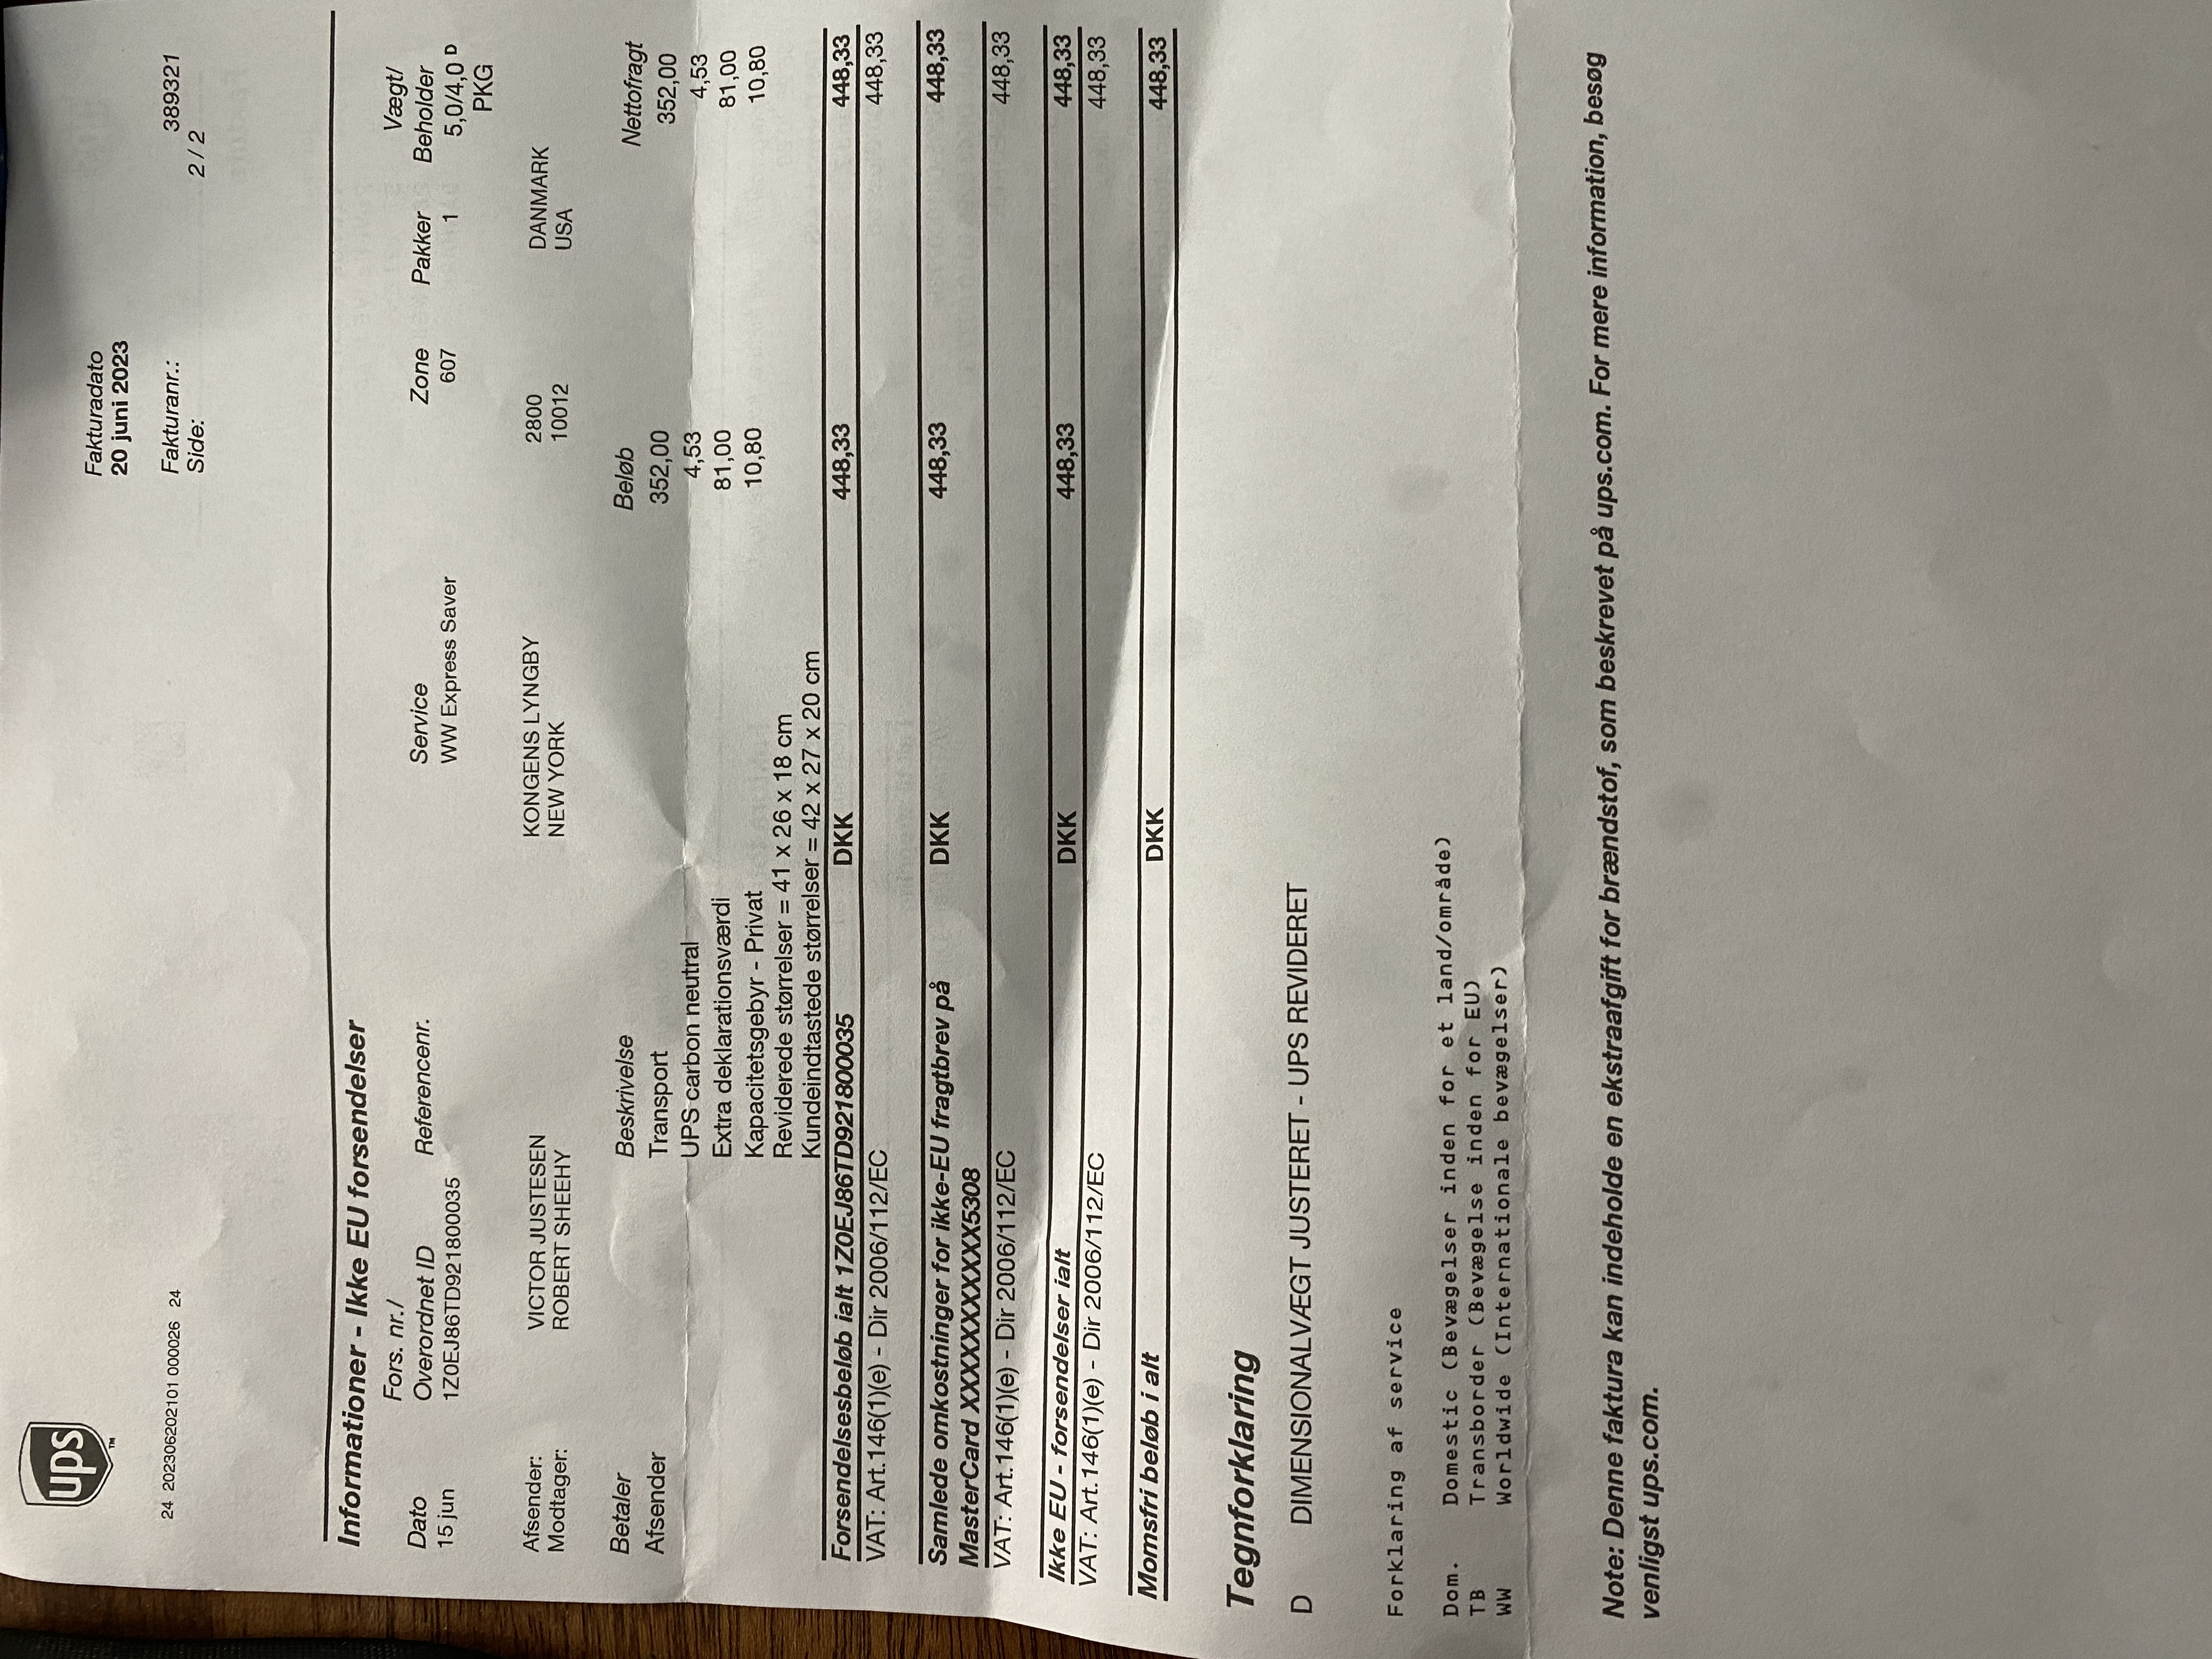 ups
TM
Fakturadato
20 juni 2023
24 202306202101 000026 24
Fakturanr.: 389321
Side: 2 / 2
Informationer - Ikke EU forsendelser
Dato Fors. nr./ Overordnet ID Referencenr. Service Zone Pakker Vægt/ Beholder
15 jun 1Z0EJ86TD921800035 WW Express Saver 607 1 5,0/4,0 D
PKG
Afsender: VICTOR JUSTESEN KONGENS LYNGBY 2800 DANMARK
Modtager: ROBERT SHEEHY NEW YORK 10012 USA
Betaler Beskrivelse Beløb Nettofragt
Afsender Transport 352,00 352,00
UPS carbon neutral 4,53 4,53
Extra deklarationsværdi 81,00 81,00
Kapacitetsgebyr - Privat 10,80 10,80
Reviderede størrelser = 41 x 26 x 18 cm
Kundeindtastede størrelser = 42 x 27 x 20 cm
Forsendelsesbeløb ialt 1Z0EJ86TD921800035 DKK 448,33 448,33
VAT: Art.146(1)(e) - Dir 2006/112/EC 448,33
Samlede omkostninger for ikke-EU fragtbrev på DKK 448,33 448,33
MasterCard XXXXXXXXXXXX5308
VAT: Art.146(1)(e) - Dir 2006/112/EC 448,33
Ikke EU - forsendelser ialt DKK 448,33 448,33
VAT: Art.146(1)(e) - Dir 2006/112/EC 448,33
Momsfri beløb i alt DKK 448,33
Tegnforklaring
D DIMENSIONALVÆGT JUSTERET - UPS REVIDERET
Forklaring af service
Dom. Domestic (Bevægelser inden for et land/område)
TB Transborder (Bevægelse inden for EU)
WW Worldwide (Internationale bevægelser)
Note: Denne faktura kan indeholde en ekstraafgift for brændstof, som beskrevet på ups.com. For mere information, besøg
venligst ups.com.